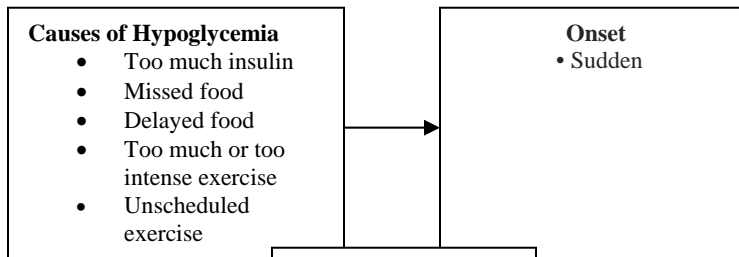 Causes of Hypoglycemia
• Too much insulin
• Missed food
• Delayed food
• Too much or too
intense exercise
• Unscheduled
exercise
Onset
• Sudden